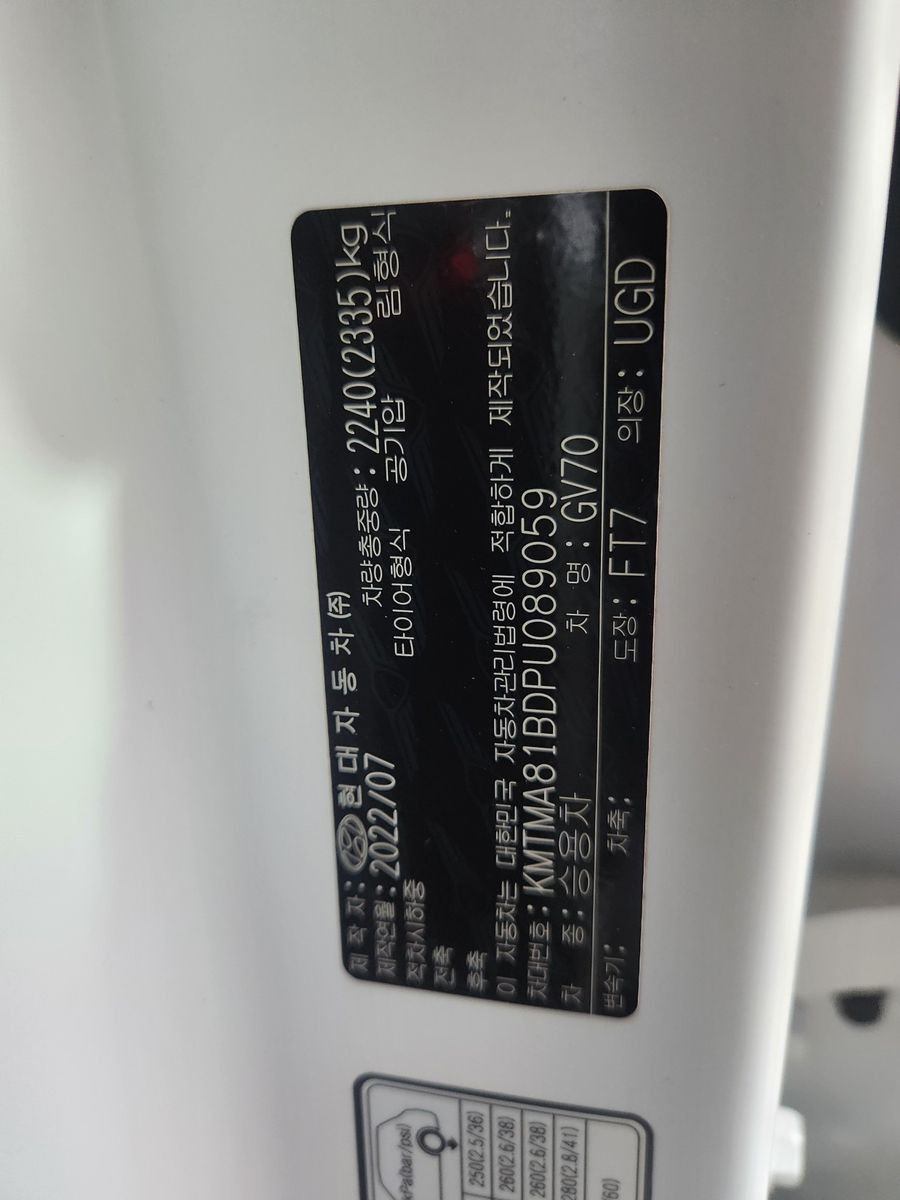 제 작 자: 현 대 자 동 차 (주)
제작연월: 2022/07 차량총중량: 2240(2335)kg
적차시하중 타이어형식 공기압 림형식
전축
후축
이 자동차는 대한민국 자동차관리법령에 적합하게 제작되었습니다.
차대번호: KMTMA81BDPU089059
차 종: 승용차 차 명: GV70
변속기: 차축: 도장: FT7 의장: UGD
kPa(bar/psi)
250(2.5/36)
260(2.6/38)
260(2.6/38)
280(2.8/41)
60)